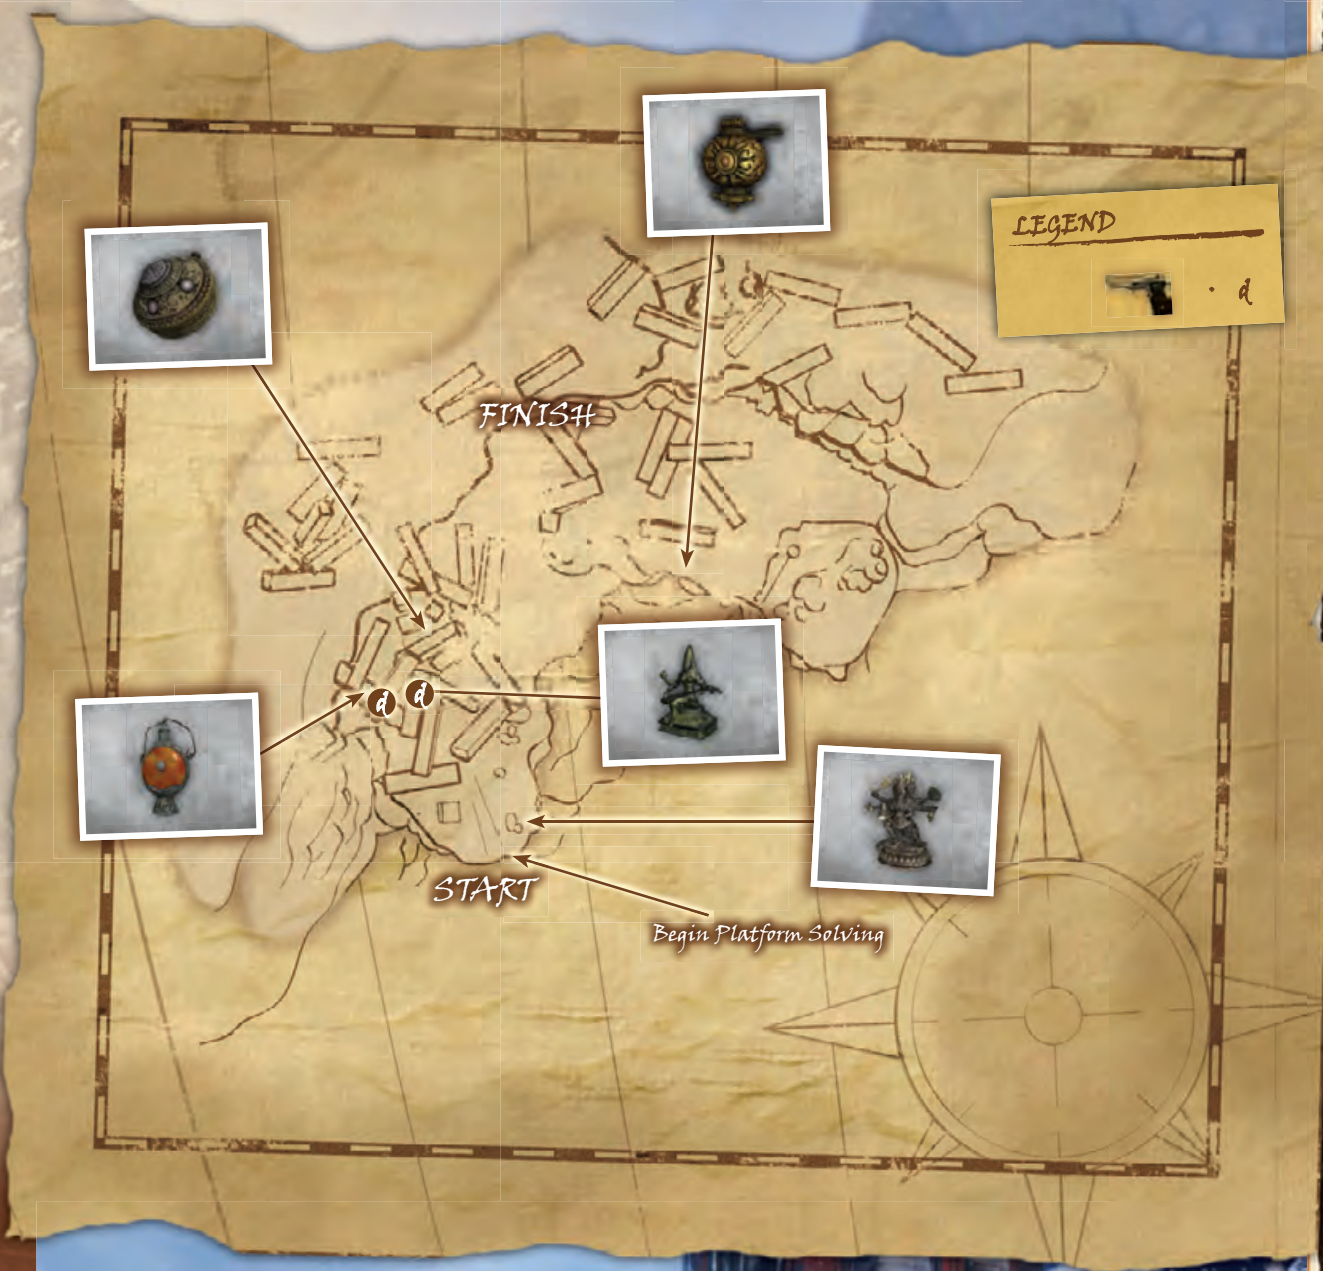 LEGEND
· d
FINISH
d
d
START
Begin Platform Solving